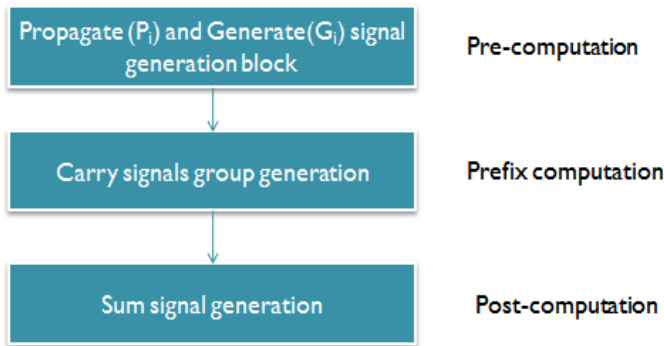 Propagate (Pᵢ) and Generate(Gᵢ) signal
generation block
Pre-computation
Carry signals group generation
Prefix computation
Sum signal generation
Post-computation